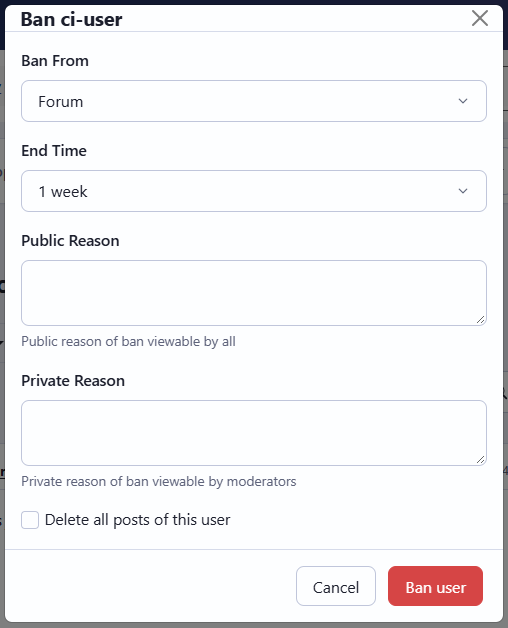 Ban ci-user
Ban From
Forum
End Time
1 week
Public Reason
Public reason of ban viewable by all
Private Reason
Private reason of ban viewable by moderators
Delete all posts of this user
Cancel
Ban user